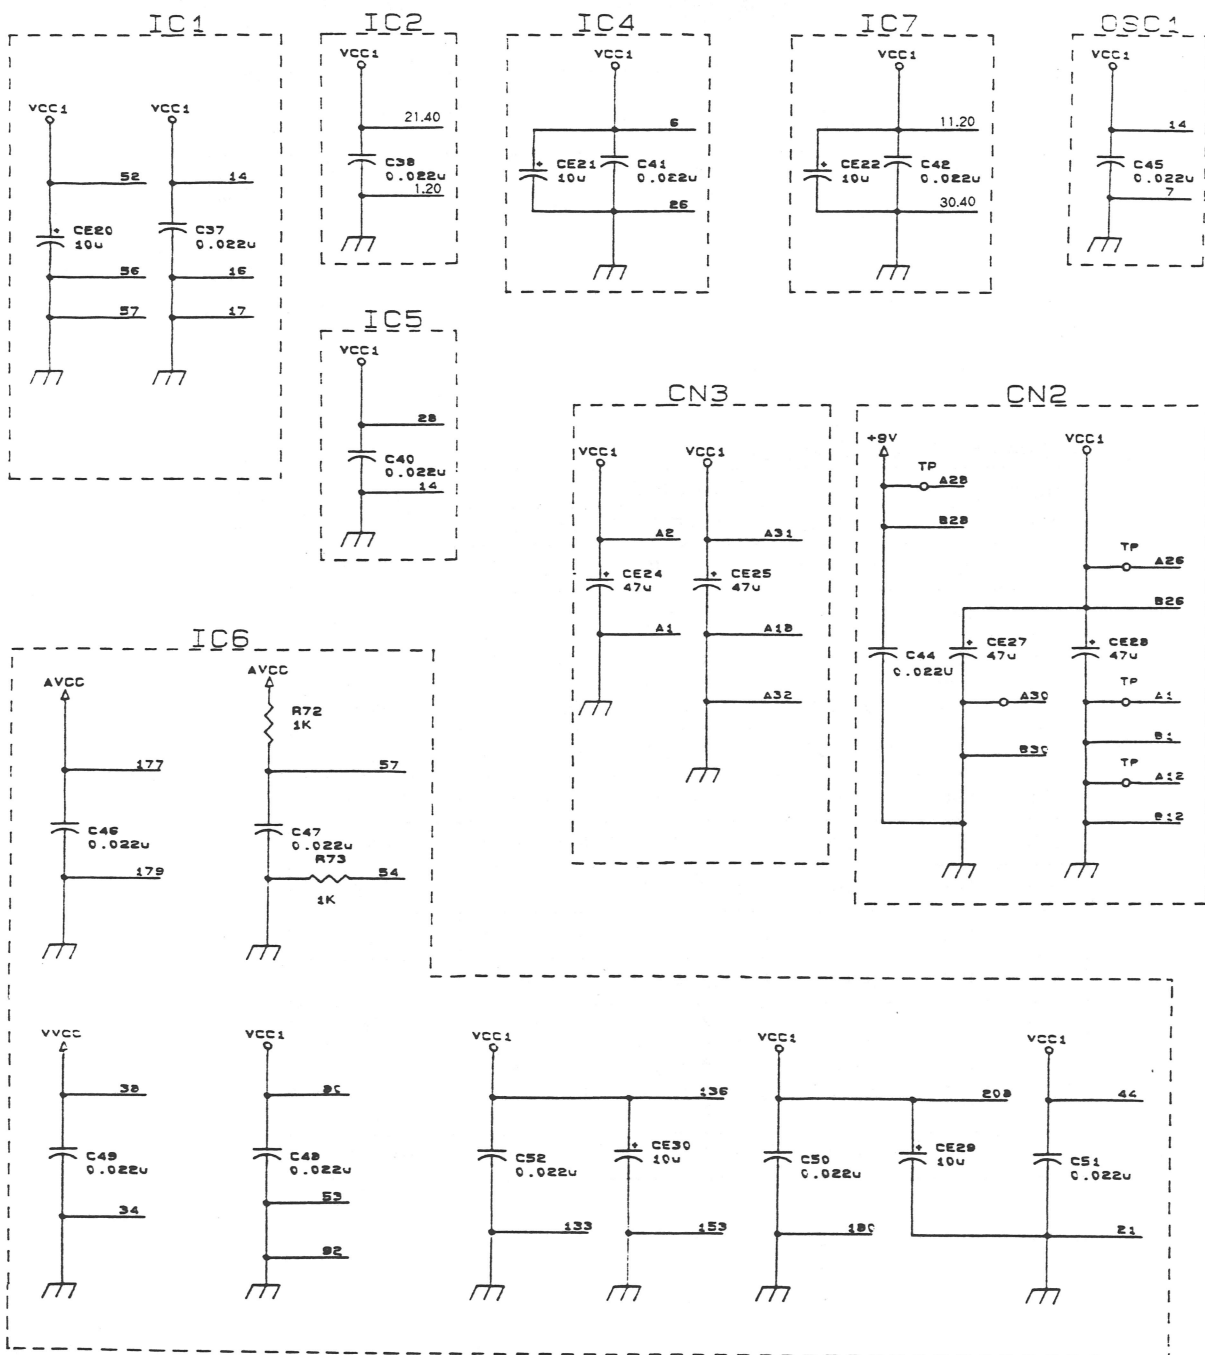 IC1
VCC1
VCC1
52
14
CE20
10u
C37
0.022u
56
16
57
17
IC2
VCC1
21.40
C38
0.022u
1.20
IC4
VCC1
6
CE21
10u
C41
0.022u
26
IC7
VCC1
11.20
CE22
10u
C42
0.022u
30.40
OSC1
VCC1
14
C45
0.022u
7
IC5
VCC1
28
C40
0.022u
14
CN3
VCC1
VCC1
A2
A31
CE24
47u
CE25
47u
A1
A18
A32
CN2
+9V
VCC1
TP
A28
B28
TP
A26
B26
C44
0.022u
CE27
47u
CE28
47u
A30
TP
A1
B30
B1
TP
A12
B12
IC6
AVCC
AVCC
R72
1K
177
57
C46
0.022u
C47
0.022u
R73
179
54
1K
VVCC
VCC1
VCC1
VCC1
VCC1
38
136
208
44
C49
0.022u
C48
0.022u
C52
0.022u
CE30
10u
C50
0.022u
CE29
10u
C51
0.022u
34
53
133
153
21